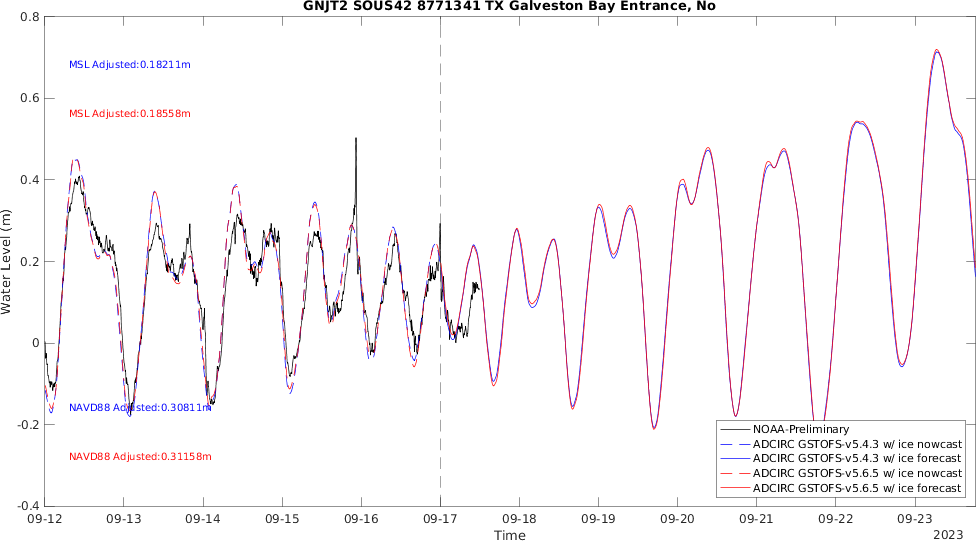 GNJT2 SOUS42 8771341 TX Galveston Bay Entrance, No
0.8
0.6
0.4
0.2
0
-0.2
-0.4
Water Level (m)
MSL Adjusted:0.18211m
MSL Adjusted:0.18558m
NAVD88 Adjusted:0.30811m
NAVD88 Adjusted:0.31158m
NOAA-Preliminary
ADCIRC GSTOFS-v5.4.3 w/ ice nowcast
ADCIRC GSTOFS-v5.4.3 w/ ice forecast
ADCIRC GSTOFS-v5.6.5 w/ ice nowcast
ADCIRC GSTOFS-v5.6.5 w/ ice forecast
09-12 09-13 09-14 09-15 09-16 09-17 09-18 09-19 09-20 09-21 09-22 09-23
Time
2023